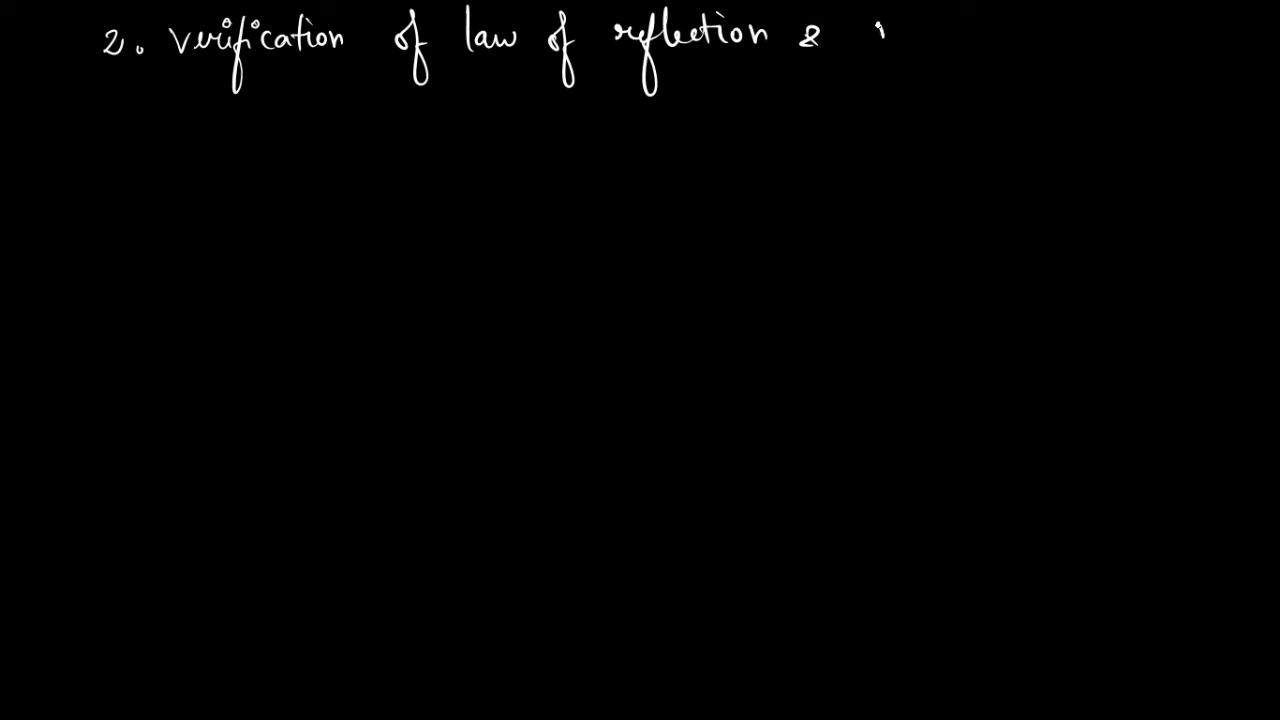 2. verification of law of reflection &